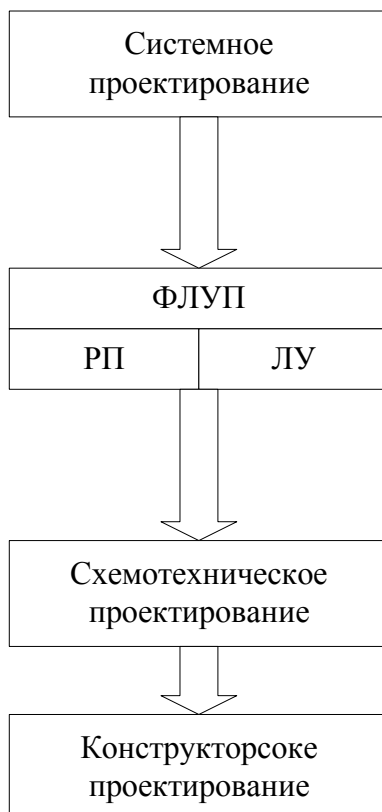 Системное
проектирование
ФЛУП
РП ЛУ
Схемотехническое
проектирование
Конструкторсоке
проектирование